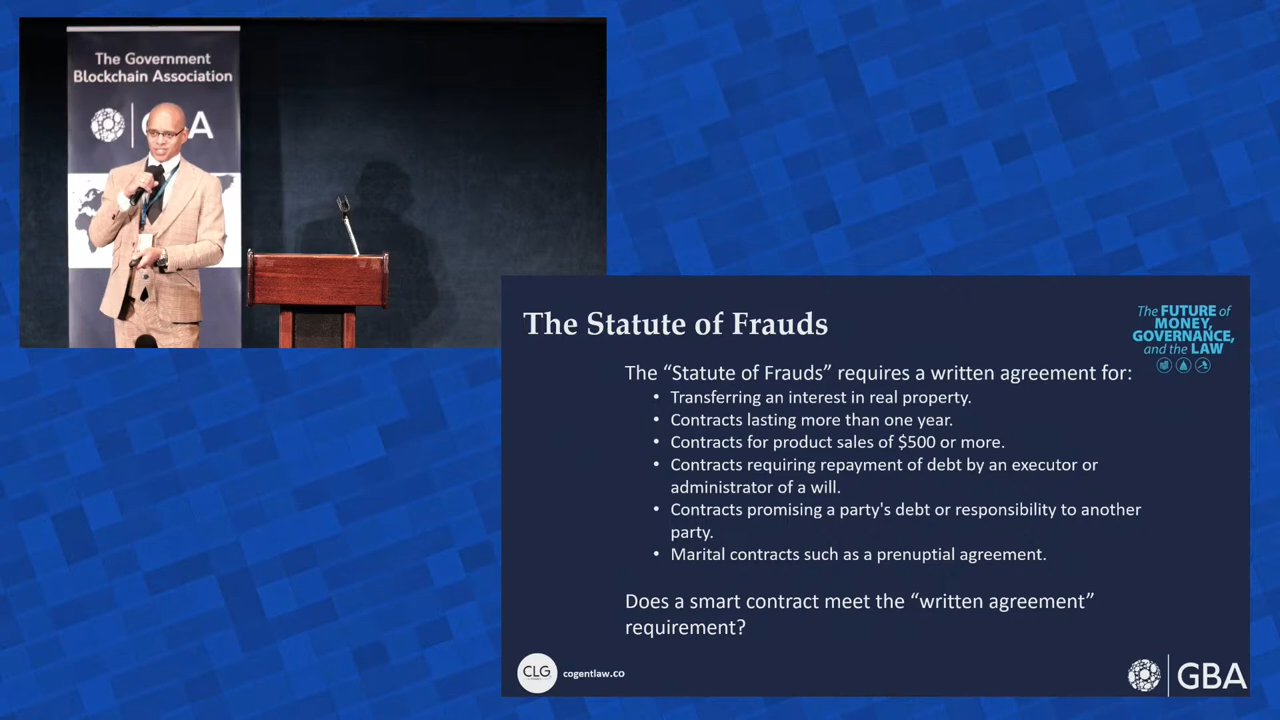 The Government
Blockchain Association
The Statute of Frauds
The FUTURE of
MONEY,
GOVERNANCE,
and the LAW
The “Statute of Frauds” requires a written agreement for:
• Transferring an interest in real property.
• Contracts lasting more than one year.
• Contracts for product sales of $500 or more.
• Contracts requiring repayment of debt by an executor or
administrator of a will.
• Contracts promising a party's debt or responsibility to another
party.
• Marital contracts such as a prenuptial agreement.
Does a smart contract meet the “written agreement”
requirement?
CLG
cogentlaw.co
GBA